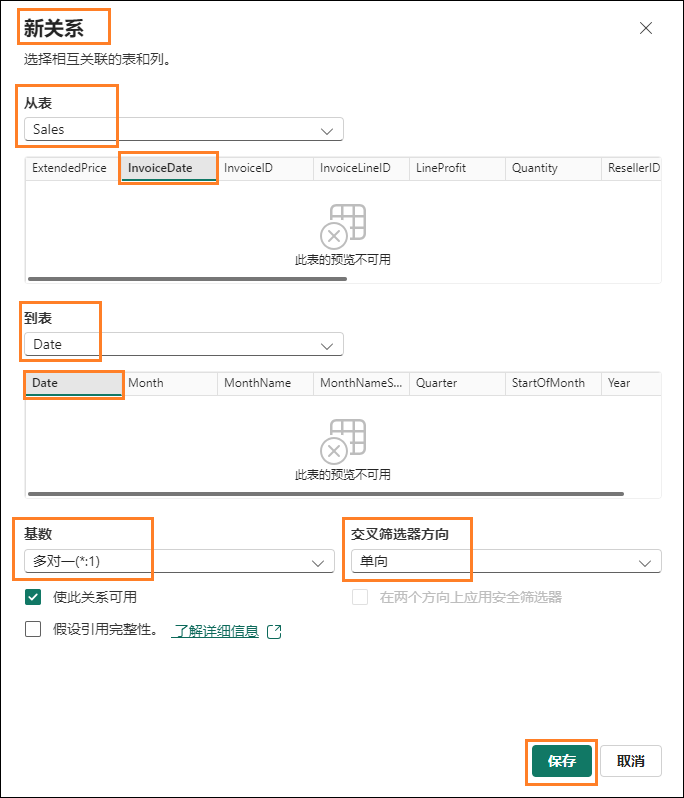 新关系
选择相互关联的表和列。
从表
Sales
ExtendedPrice InvoiceDate InvoiceID InvoiceLineID LineProfit Quantity ResellerID
此表的预览不可用
到表
Date
Date Month MonthName MonthNameS... Quarter StartOfMonth Year
此表的预览不可用
基数 交叉筛选器方向
多对一(*:1) 单向
使此关系可用 在两个方向上应用安全筛选器
假设引用完整性。 了解详细信息
保存 取消